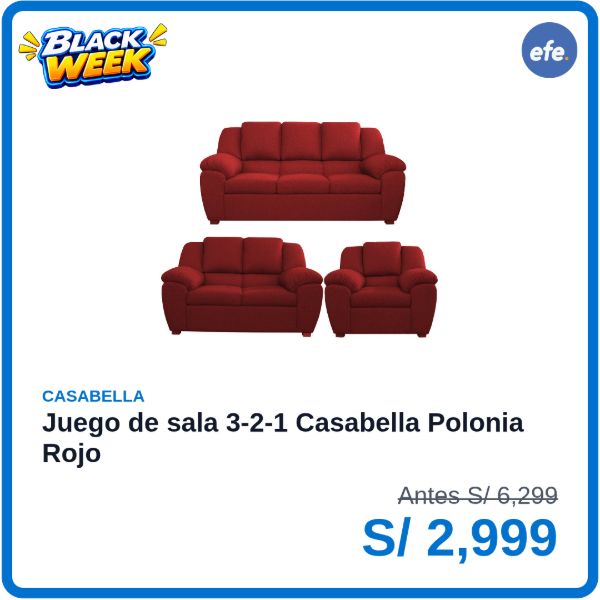 BLACK
WEEK
efe.
CASABELLA
Juego de sala 3-2-1 Casabella Polonia
Rojo
Antes S/ 6,299
S/ 2,999